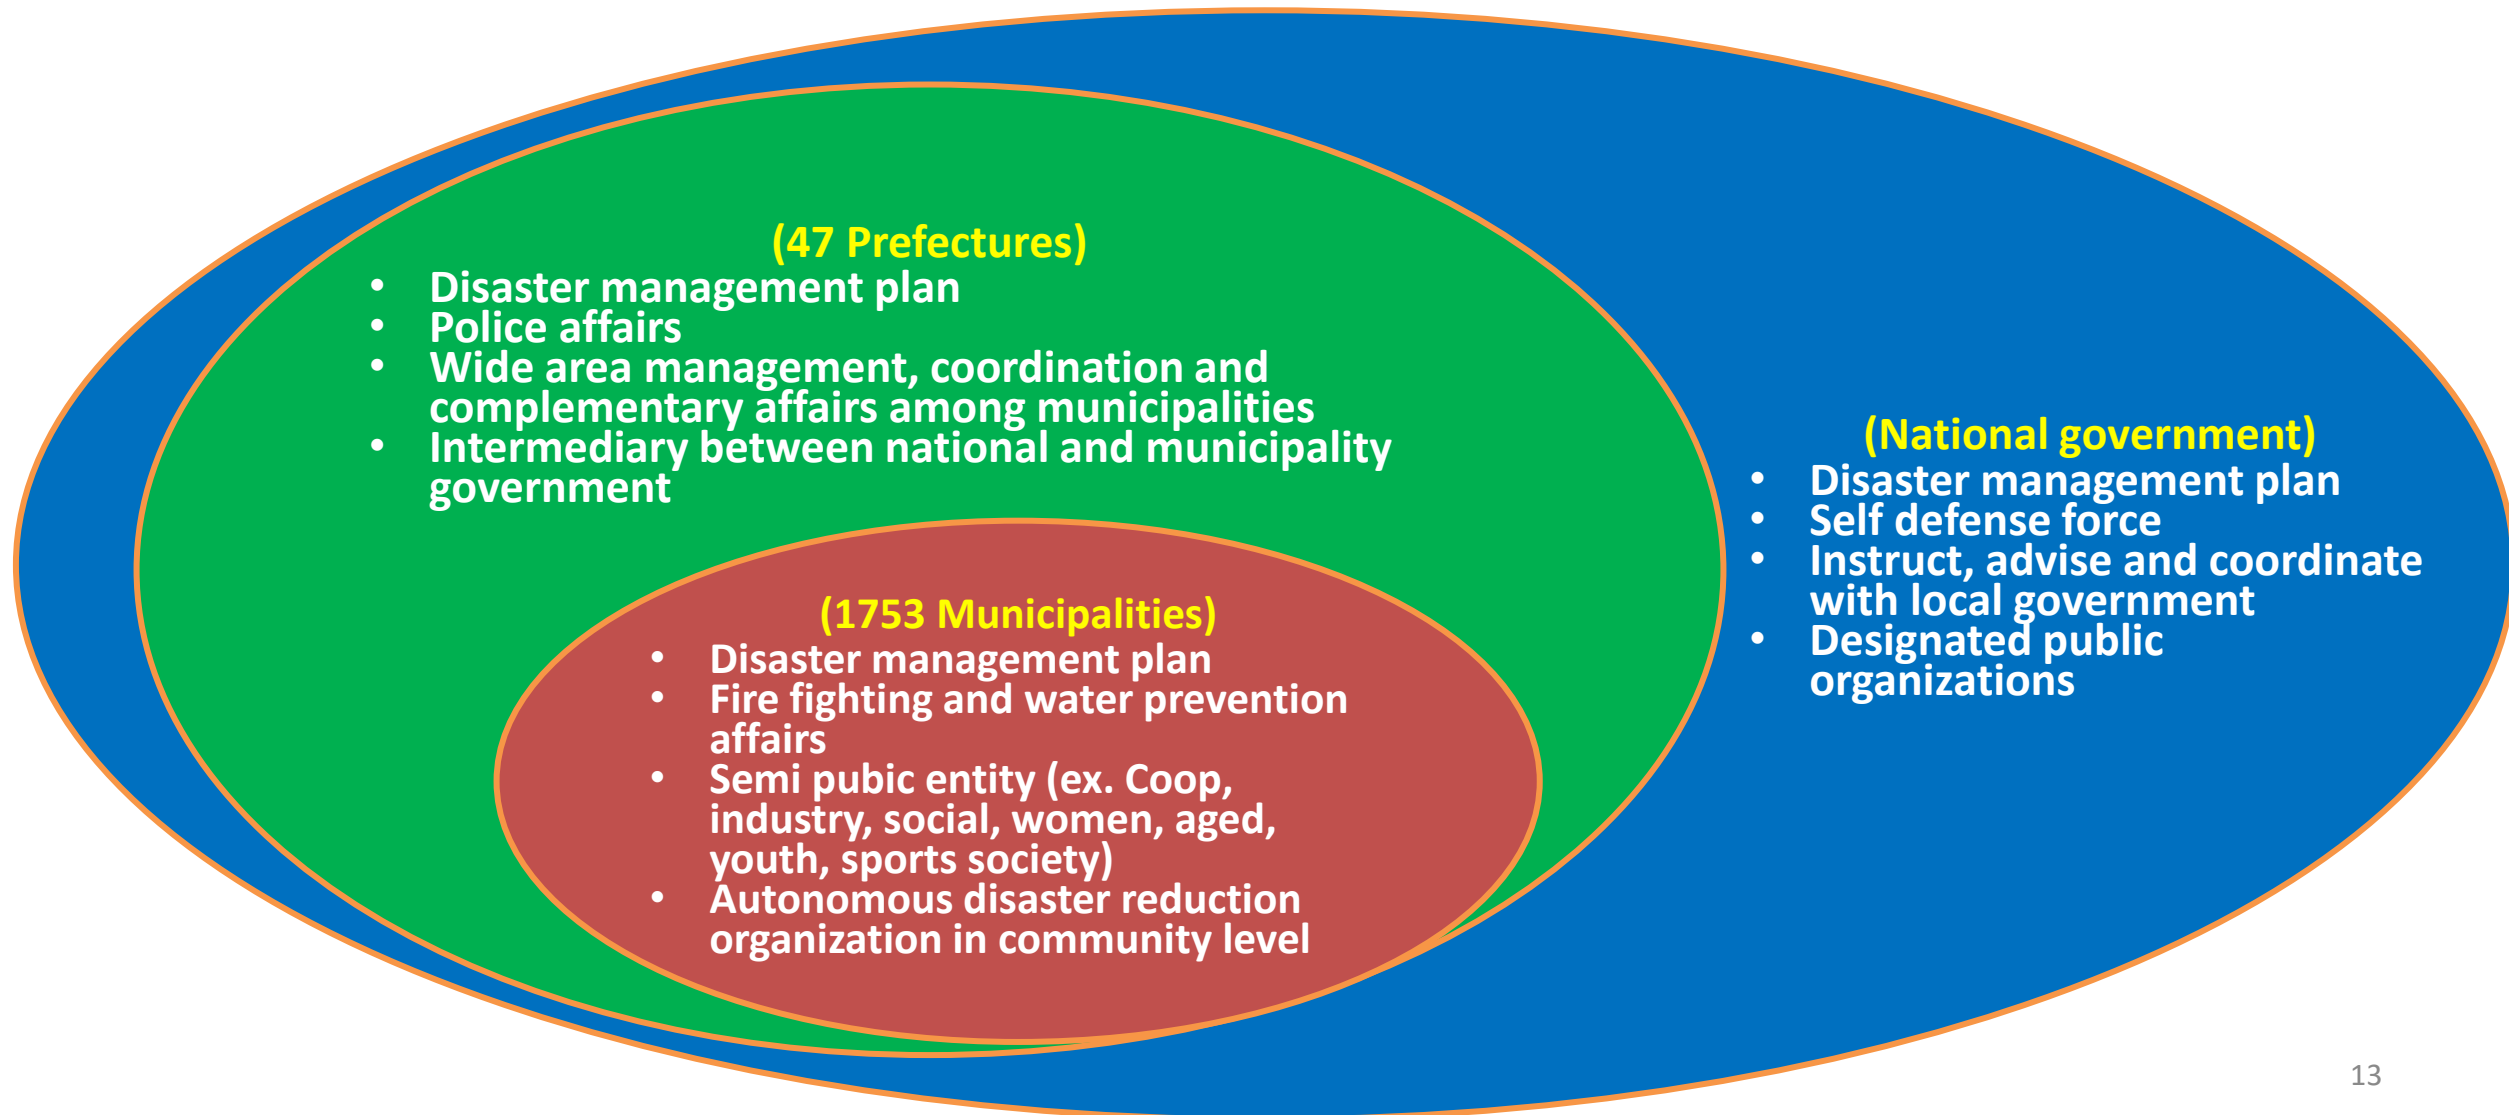 (47 Prefectures)
• Disaster management plan
• Police affairs
• Wide area management, coordination and
complementary affairs among municipalities
• Intermediary between national and municipality
government
(National government)
• Disaster management plan
• Self defense force
• Instruct, advise and coordinate
with local government
• Designated public
organizations
(1753 Municipalities)
• Disaster management plan
• Fire fighting and water prevention
affairs
• Semi pubic entity (ex. Coop,
industry, social, women, aged,
youth, sports society)
• Autonomous disaster reduction
organization in community level
13